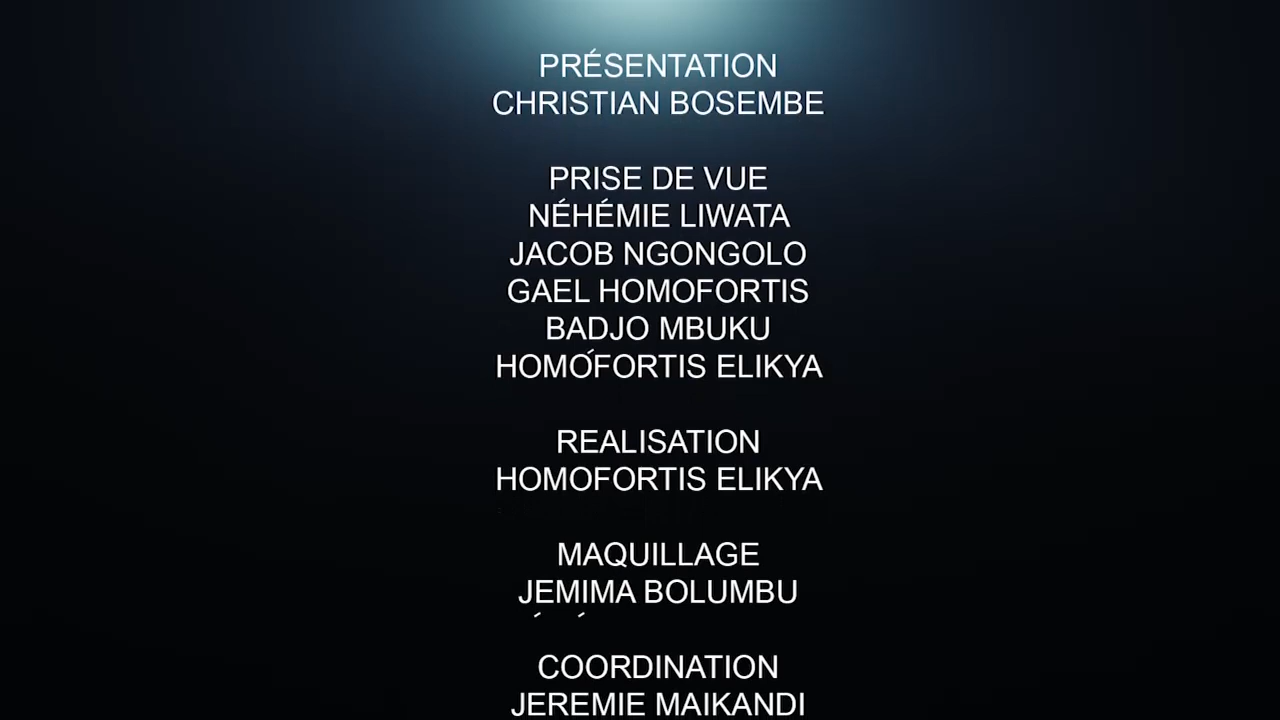 PRÉSENTATION
CHRISTIAN BOSEMBE
PRISE DE VUE
NÉHÉMIE LIWATA
JACOB NGONGOLO
GAEL HOMOFORTIS
BADJO MBUKU
HOMOFORTIS ELIKYA
REALISATION
HOMOFORTIS ELIKYA
MAQUILLAGE
JEMIMA BOLUMBU
COORDINATION
JEREMIE MAIKANDI